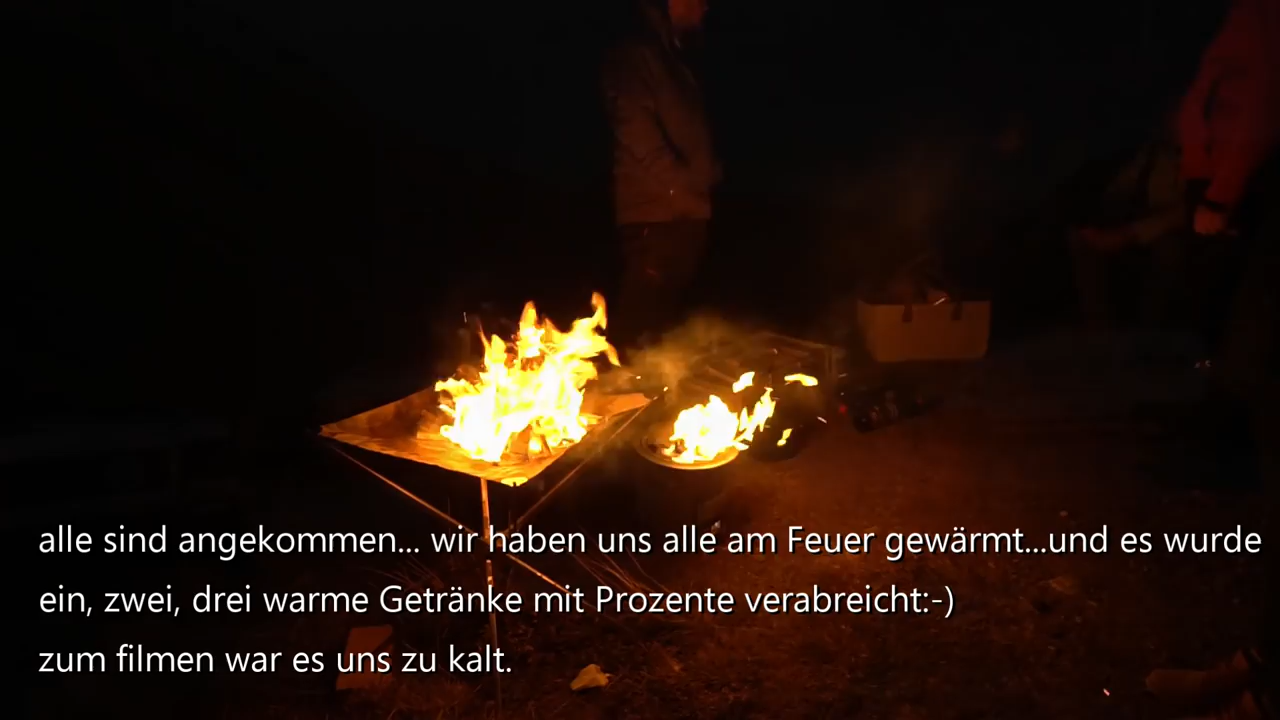 alle sind angekommen... wir haben uns alle am Feuer gewärmt...und es wurde
ein, zwei, drei warme Getränke mit Prozente verabreicht:-)
zum filmen war es uns zu kalt.